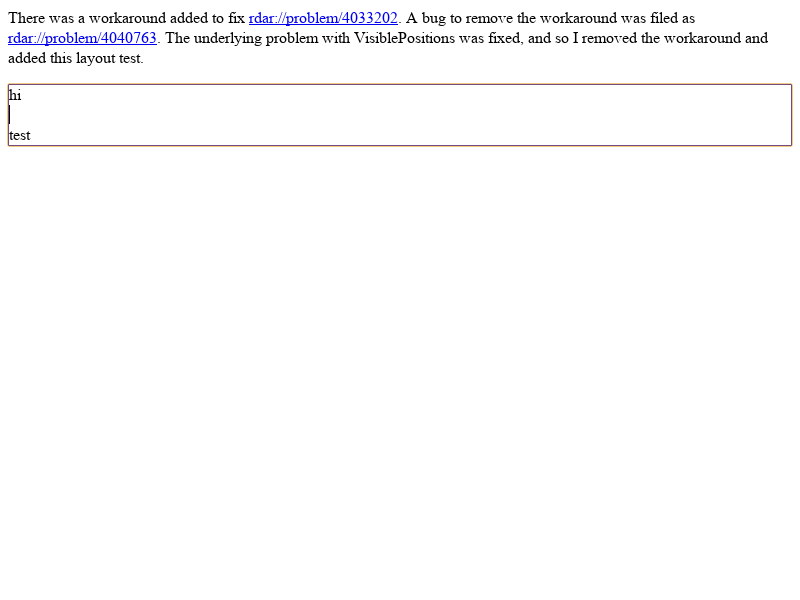 There was a workaround added to fix rdar://problem/4033202. A bug to remove the workaround was filed as
rdar://problem/4040763. The underlying problem with VisiblePositions was fixed, and so I removed the workaround and
added this layout test.
hi
test